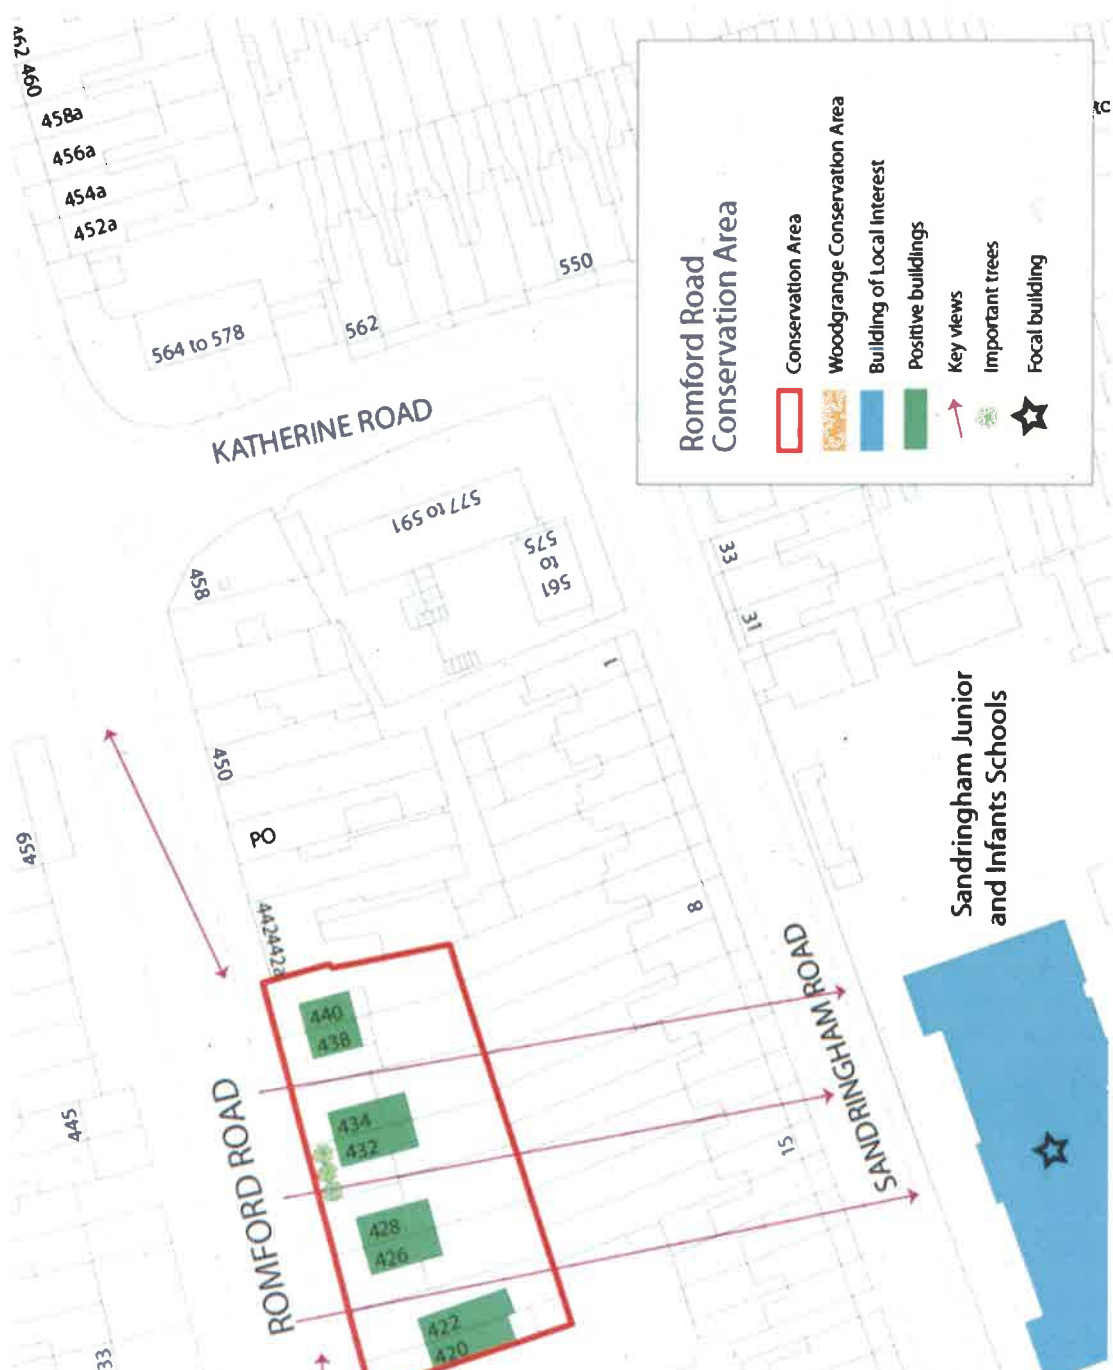 462
460
458a
456a
454a
452a
564 to 578
562
550
KATHERINE ROAD
577 to 591
561
to
575
458
450
PO
442
442a
459
445
33
ROMFORD ROAD
440
438
434
432
428
426
422
420
1
8
15
31
33
SANDRINGHAM ROAD
Sandringham Junior
and Infants Schools
Romford Road
Conservation Area
Conservation Area
Woodgrange Conservation Area
Building of Local Interest
Positive buildings
Key views
Important trees
Focal building